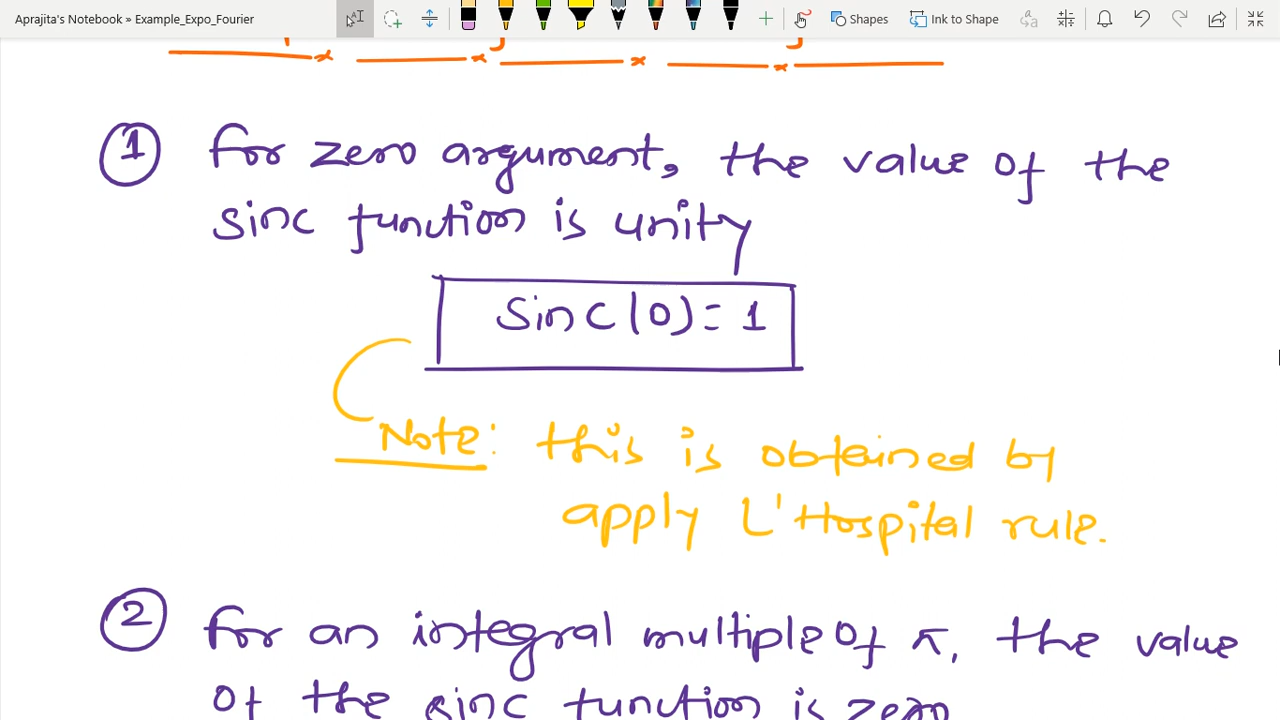 Aprajita's Notebook » Example_Expo_Fourier
Shapes
Ink to Shape
1 for zero argument, the value of the
sinc function is unity
Sinc(0)=1
Note: this is obtained by
apply L'Hospital rule.
2 for an integral multiple of π, the value
of the sinc function is zero